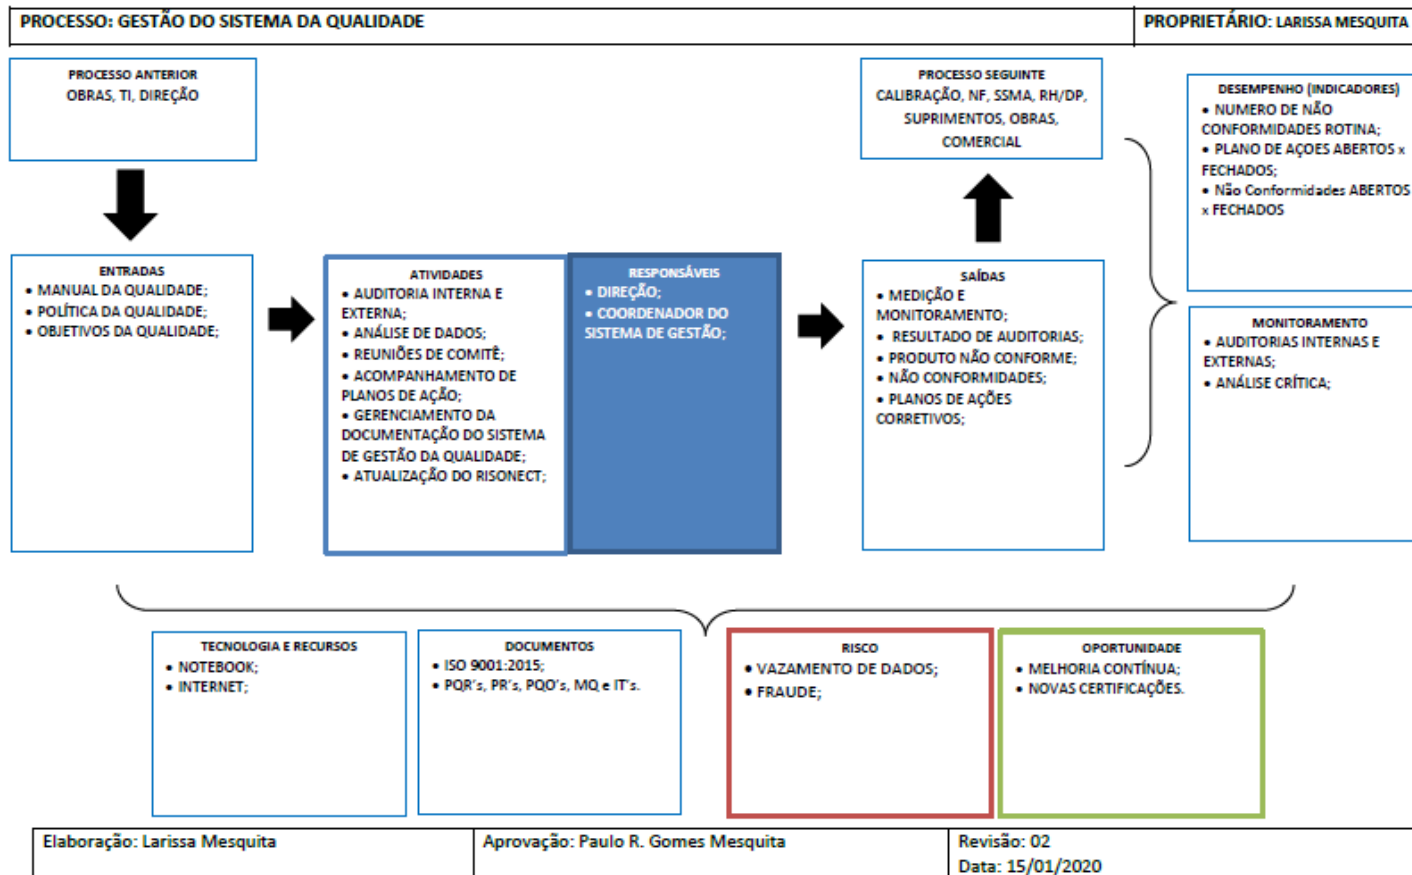 PROCESSO: GESTÃO DO SISTEMA DA QUALIDADE
PROPRIETÁRIO: LARISSA MESQUITA
PROCESSO ANTERIOR
OBRAS, TI, DIREÇÃO
PROCESSO SEGUINTE
CALIBRAÇÃO, NF, SSMA, RH/DP,
SUPRIMENTOS, OBRAS,
COMERCIAL
DESEMPENHO (INDICADORES)
• NUMERO DE NÃO
CONFORMIDADES ROTINA;
• PLANO DE AÇOES ABERTOS x
FECHADOS;
• Não Conformidades ABERTOS
x FECHADOS
ENTRADAS
• MANUAL DA QUALIDADE;
• POLÍTICA DA QUALIDADE;
• OBJETIVOS DA QUALIDADE;
ATIVIDADES
• AUDITORIA INTERNA E
EXTERNA;
• ANÁLISE DE DADOS;
• REUNIÕES DE COMITÊ;
• ACOMPANHAMENTO DE
PLANOS DE AÇÃO;
• GERENCIAMENTO DA
DOCUMENTAÇÃO DO SISTEMA
DE GESTÃO DA QUALIDADE;
• ATUALIZAÇÃO DO RISONECT;
RESPONSÁVEIS
• DIREÇÃO;
• COORDENADOR DO
SISTEMA DE GESTÃO;
SAÍDAS
• MEDIÇÃO E
MONITORAMENTO;
• RESULTADO DE AUDITORIAS;
• PRODUTO NÃO CONFORME;
• NÃO CONFORMIDADES;
• PLANOS DE AÇÕES
CORRETIVOS;
MONITORAMENTO
• AUDITORIAS INTERNAS E
EXTERNAS;
• ANÁLISE CRÍTICA;
TECNOLOGIA E RECURSOS
• NOTEBOOK;
• INTERNET;
DOCUMENTOS
• ISO 9001:2015;
• PQR's, PR's, PQO's, MQ e IT's.
RISCO
• VAZAMENTO DE DADOS;
• FRAUDE;
OPORTUNIDADE
• MELHORIA CONTÍNUA;
• NOVAS CERTIFICAÇÕES.
Elaboração: Larissa Mesquita
Aprovação: Paulo R. Gomes Mesquita
Revisão: 02
Data: 15/01/2020